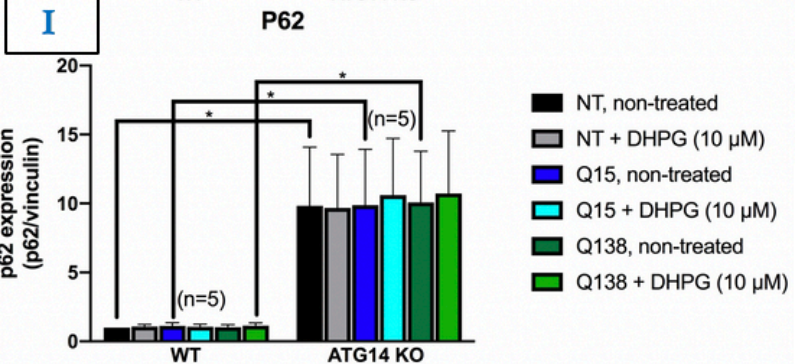 I
P62
20
15
10
5
0
p62 expression
(p62/vinculin)
*
*
*
(n=5)
(n=5)
WT
ATG14 KO
NT, non-treated
NT + DHPG (10 µM)
Q15, non-treated
Q15 + DHPG (10 µM)
Q138, non-treated
Q138 + DHPG (10 µM)